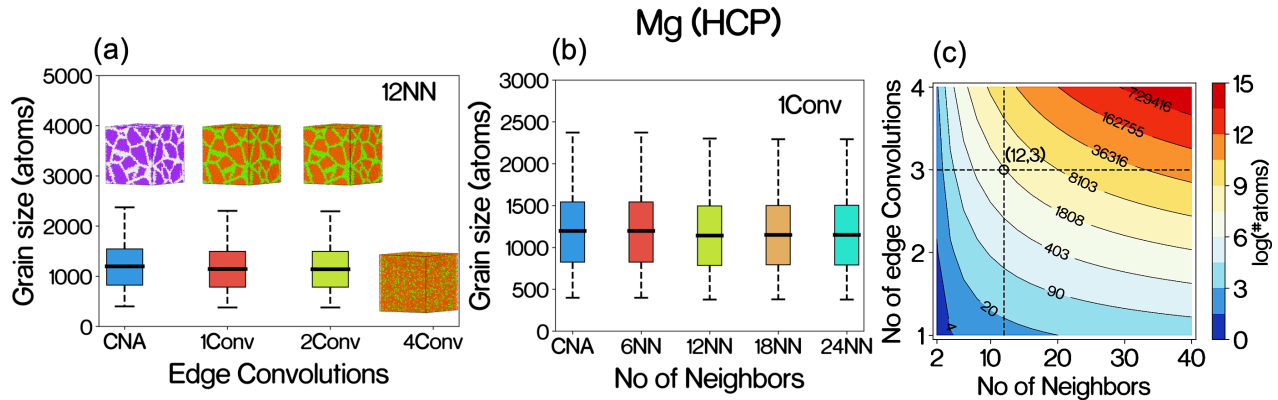 Mg (HCP)
(a)
12NN
Grain size (atoms)
5000
4000
3000
2000
1000
0
CNA 1Conv 2Conv 4Conv
Edge Convolutions
(b)
1Conv
Grain size (atoms)
3000
2500
2000
1500
1000
500
0
CNA 6NN 12NN 18NN 24NN
No of Neighbors
(c)
No of edge Convolutions
4
3
2
1
729416
162755
36316
(12,3)
8103
1808
403
90
20
4
2 10 20 30 40
No of Neighbors
15
12
9
6
3
0
log(#atoms)